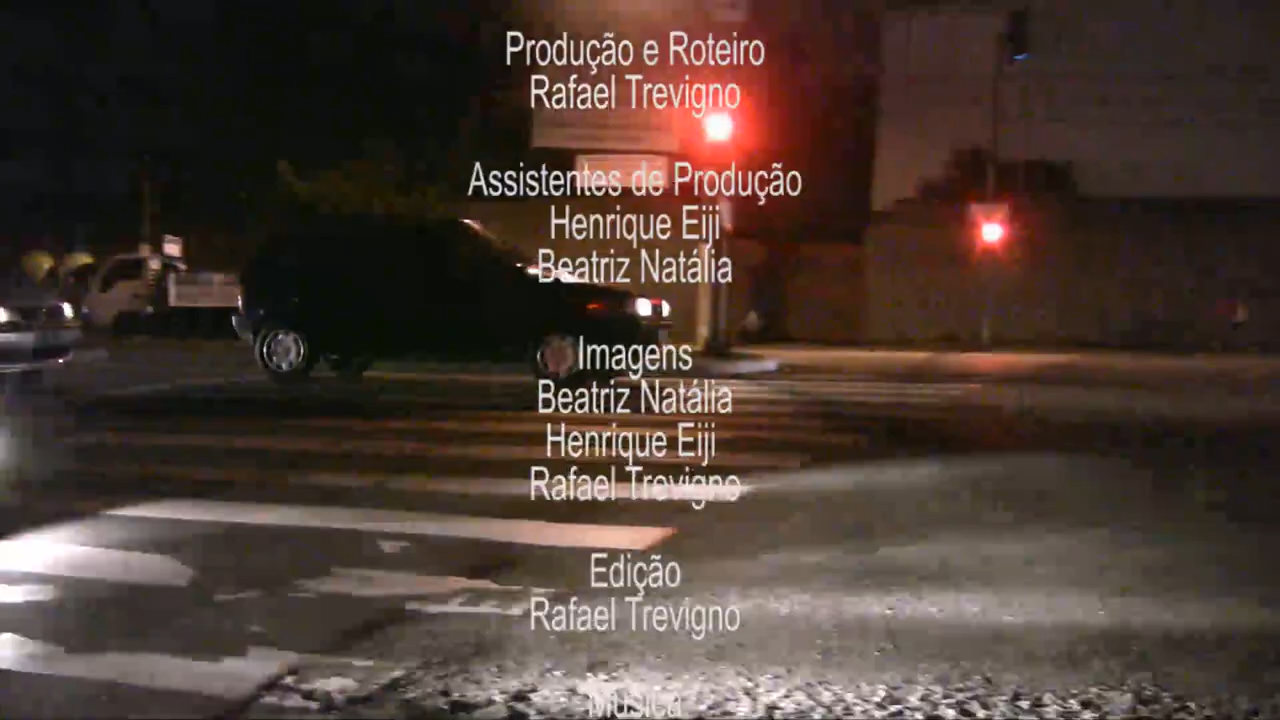 Produção e Roteiro
Rafael Trevigno
Assistentes de Produção
Henrique Eiji
Beatriz Natália
Imagens
Beatriz Natália
Henrique Eiji
Rafael Trevigno
Edição
Rafael Trevigno
Música